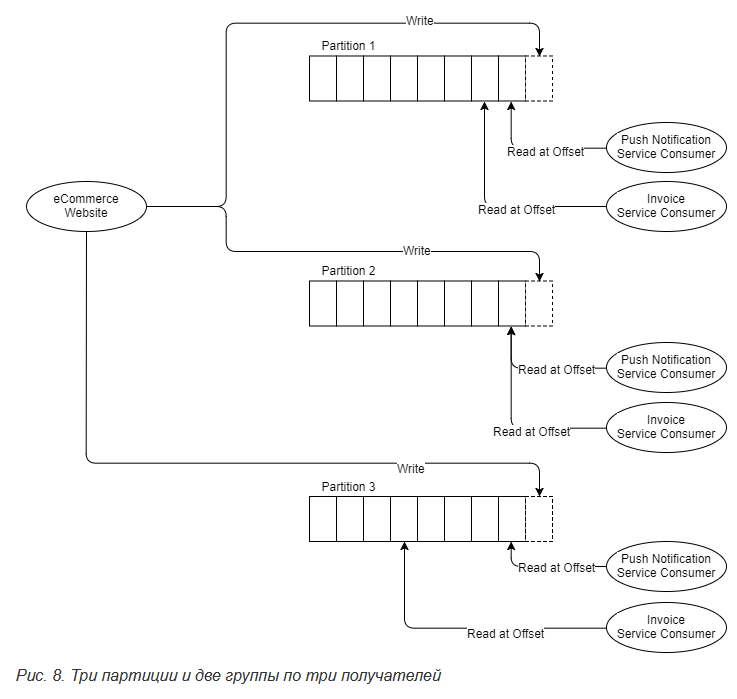 Write
Partition 1
Push Notification
Service Consumer
Read at Offset
Invoice
Service Consumer
Read at Offset
eCommerce
Website
Write
Partition 2
Push Notification
Service Consumer
Read at Offset
Invoice
Service Consumer
Read at Offset
Write
Partition 3
Push Notification
Service Consumer
Read at Offset
Invoice
Service Consumer
Read at Offset
Рис. 8. Три партиции и две группы по три получателей